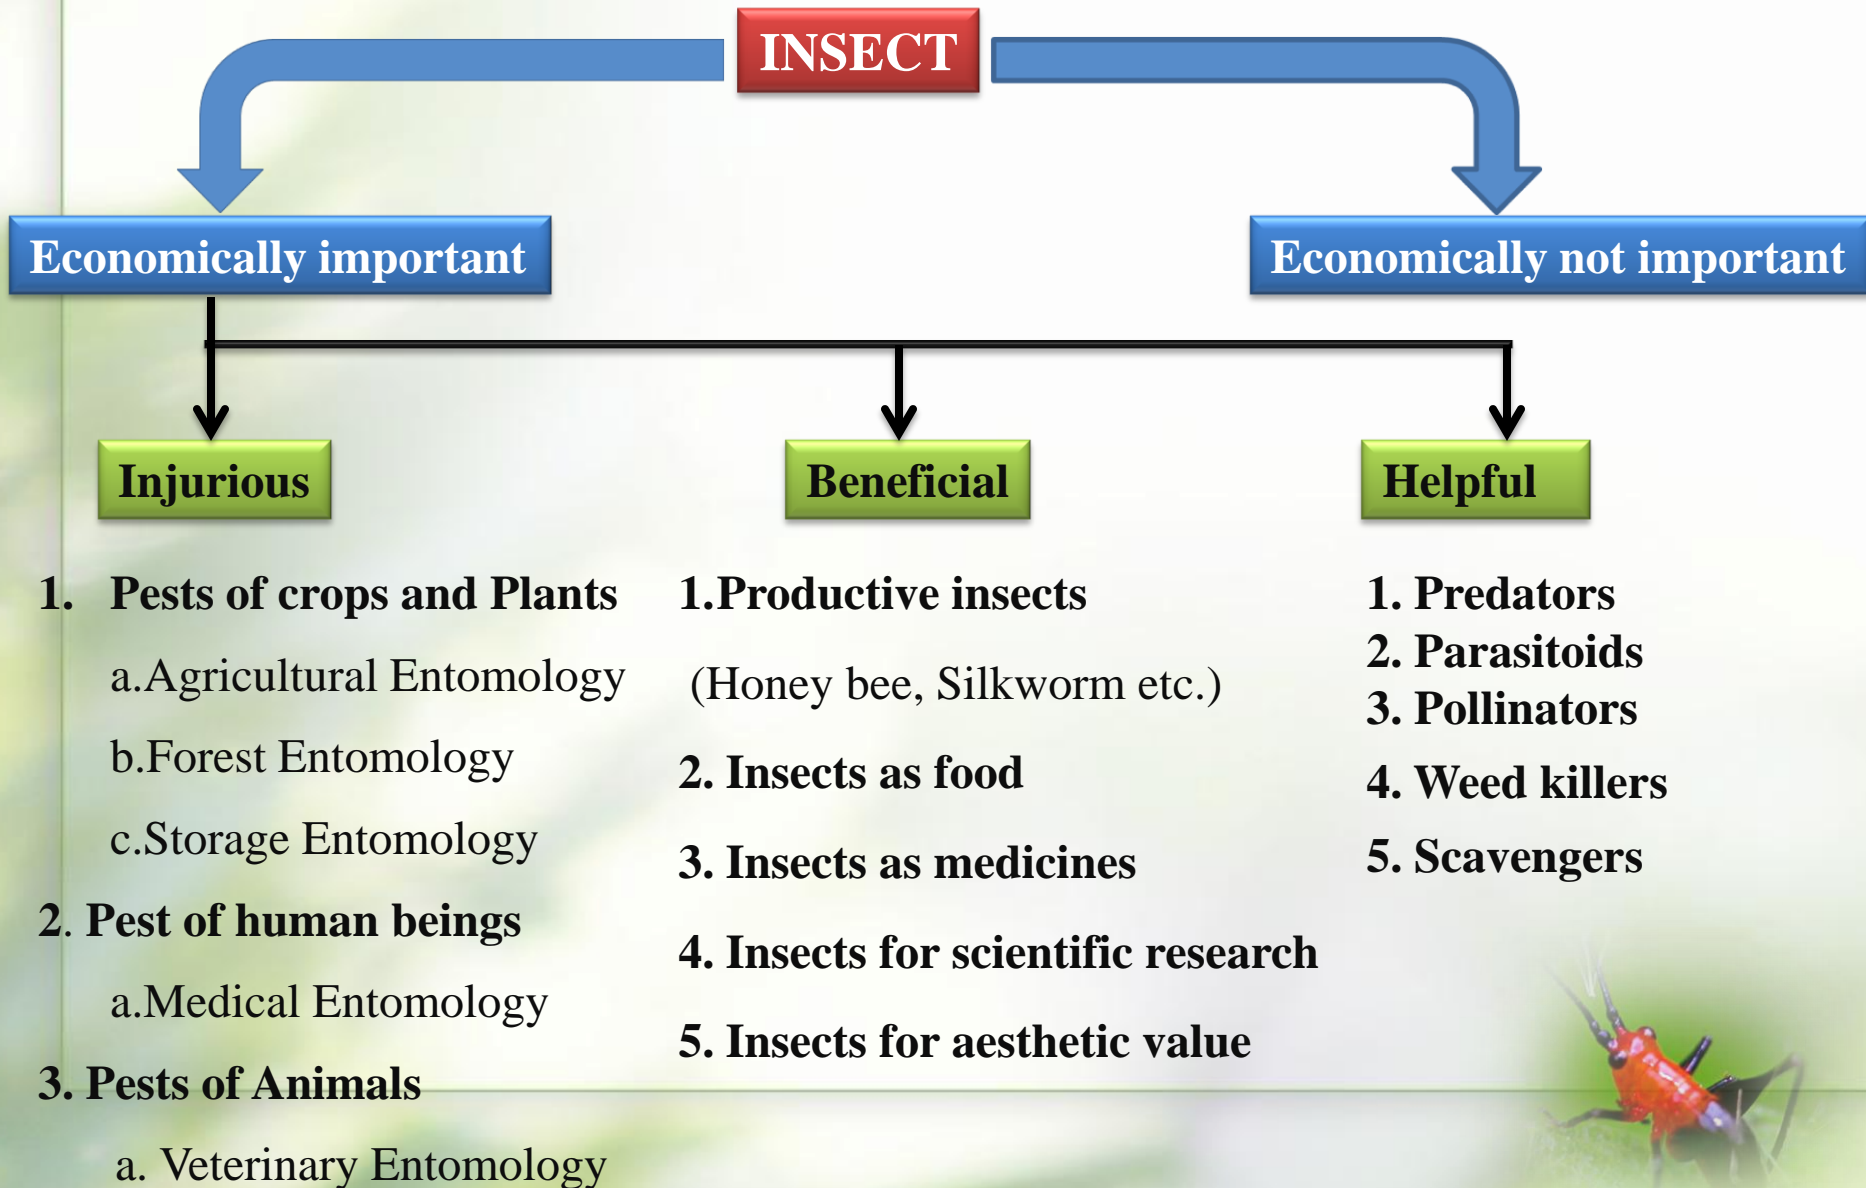 INSECT
Economically important
Economically not important
Injurious
Beneficial
Helpful
1. Pests of crops and Plants
a.Agricultural Entomology
b.Forest Entomology
c.Storage Entomology
2. Pest of human beings
a.Medical Entomology
3. Pests of Animals
a. Veterinary Entomology
1.Productive insects
(Honey bee, Silkworm etc.)
2. Insects as food
3. Insects as medicines
4. Insects for scientific research
5. Insects for aesthetic value
1. Predators
2. Parasitoids
3. Pollinators
4. Weed killers
5. Scavengers